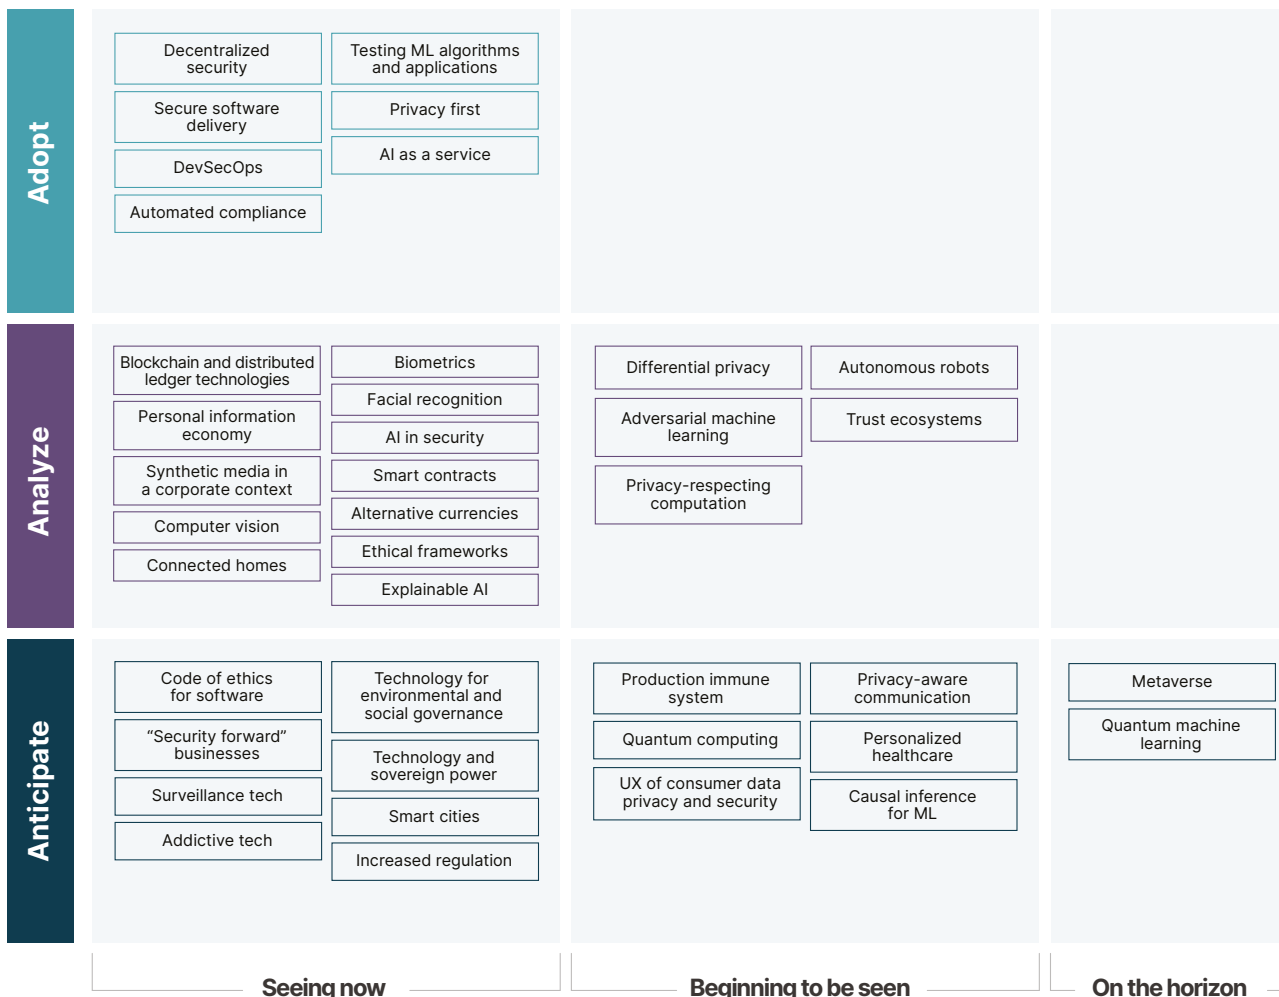 Adopt
Decentralized
security
Secure software
delivery
DevSecOps
Automated compliance
Testing ML algorithms
and applications
Privacy first
AI as a service
Analyze
Blockchain and distributed
ledger technologies
Personal information
economy
Synthetic media in
a corporate context
Computer vision
Connected homes
Biometrics
Facial recognition
AI in security
Smart contracts
Alternative currencies
Ethical frameworks
Explainable AI
Differential privacy
Adversarial machine
learning
Privacy-respecting
computation
Autonomous robots
Trust ecosystems
Anticipate
Code of ethics
for software
“Security forward”
businesses
Surveillance tech
Addictive tech
Technology for
environmental and
social governance
Technology and
sovereign power
Smart cities
Increased regulation
Production immune
system
Quantum computing
UX of consumer data
privacy and security
Privacy-aware
communication
Personalized
healthcare
Causal inference
for ML
Metaverse
Quantum machine
learning
Seeing now
Beginning to be seen
On the horizon